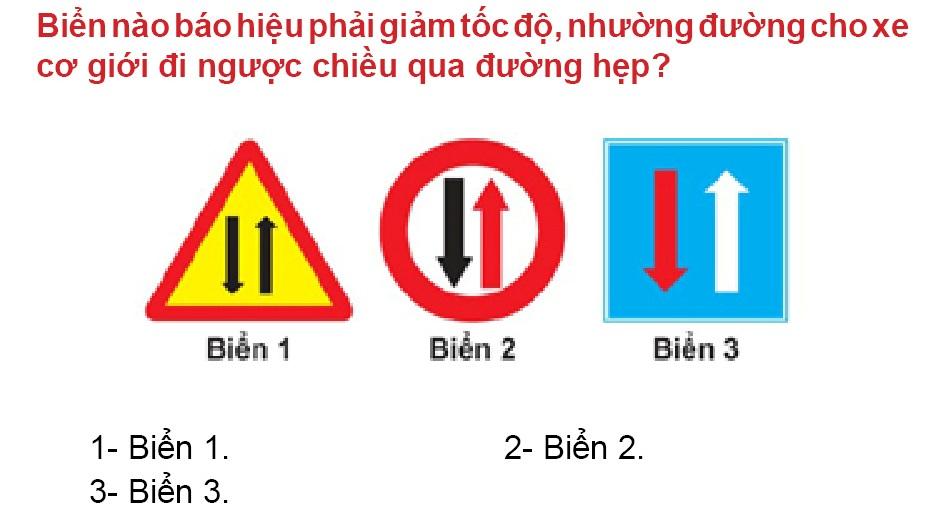 Biển nào báo hiệu phải giảm tốc độ, nhường đường cho xe
cơ giới đi ngược chiều qua đường hẹp?
Biển 1
Biển 2
Biển 3
1- Biển 1.
2- Biển 2.
3- Biển 3.